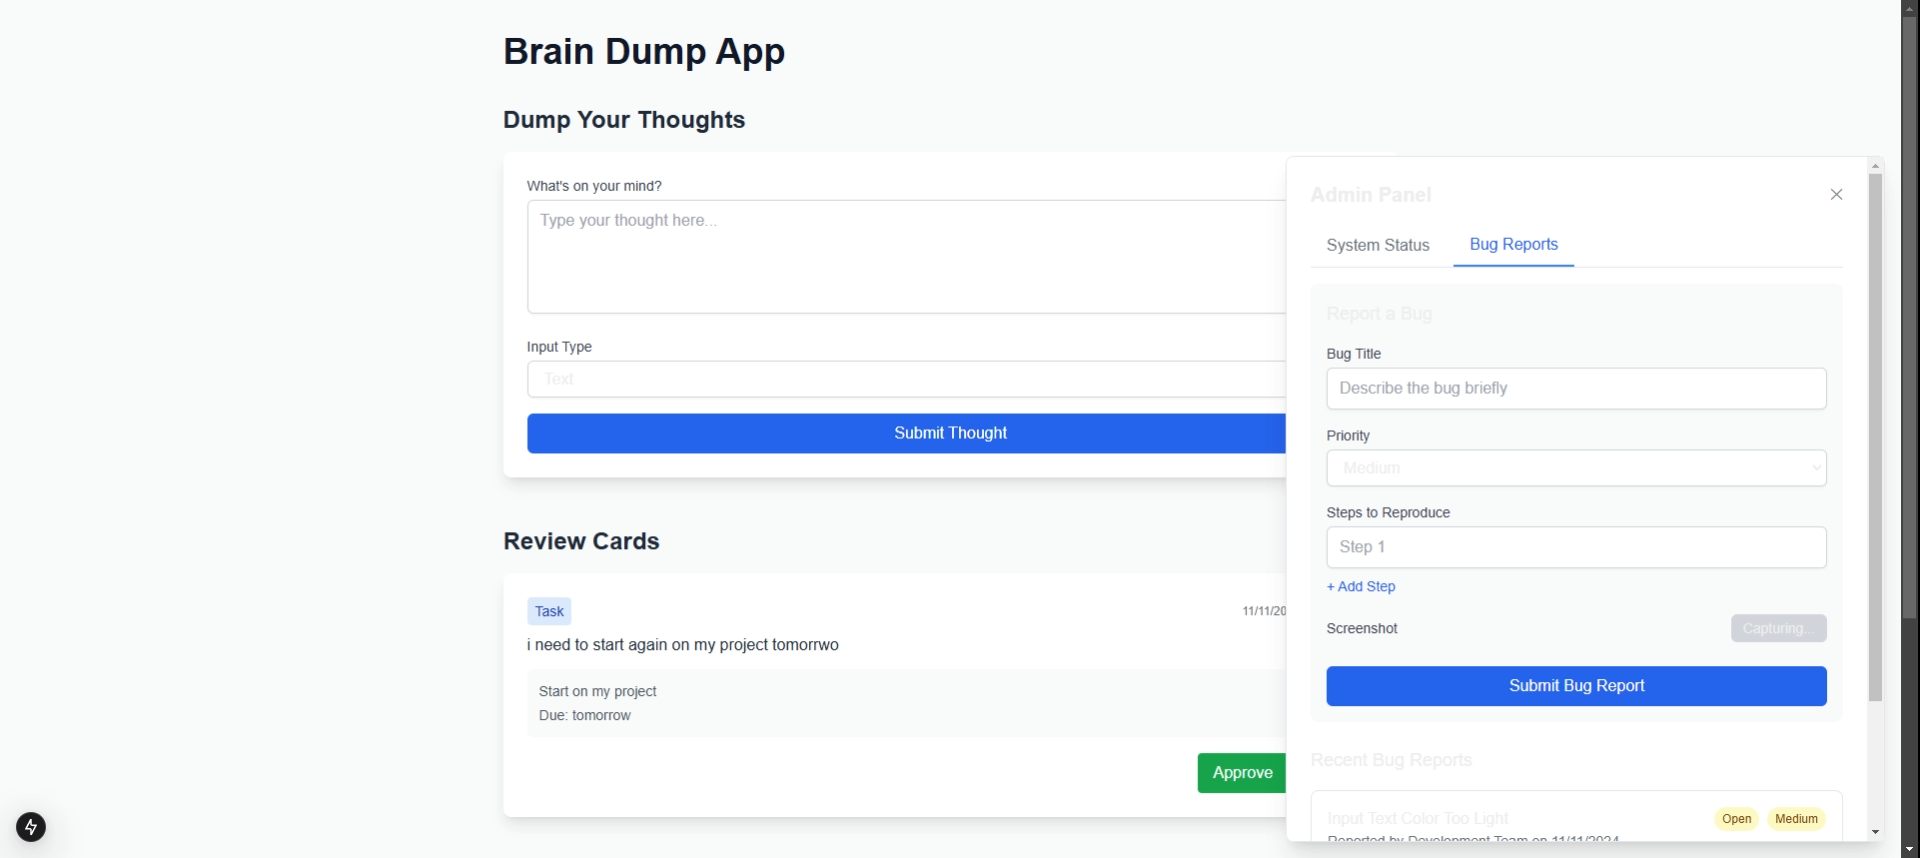 Brain Dump App
Dump Your Thoughts
What's on your mind?
Type your thought here...
Input Type
Text
Submit Thought
Review Cards
Task
11/11/20
i need to start again on my project tomorrwo
Start on my project
Due: tomorrow
Approve
Admin Panel
System Status
Bug Reports
Report a Bug
Bug Title
Describe the bug briefly
Priority
Medium
Steps to Reproduce
Step 1
+ Add Step
Screenshot
Capturing...
Submit Bug Report
Recent Bug Reports
Input Text Color Too Light
Open
Medium
Reported by Development Team on 11/11/2024